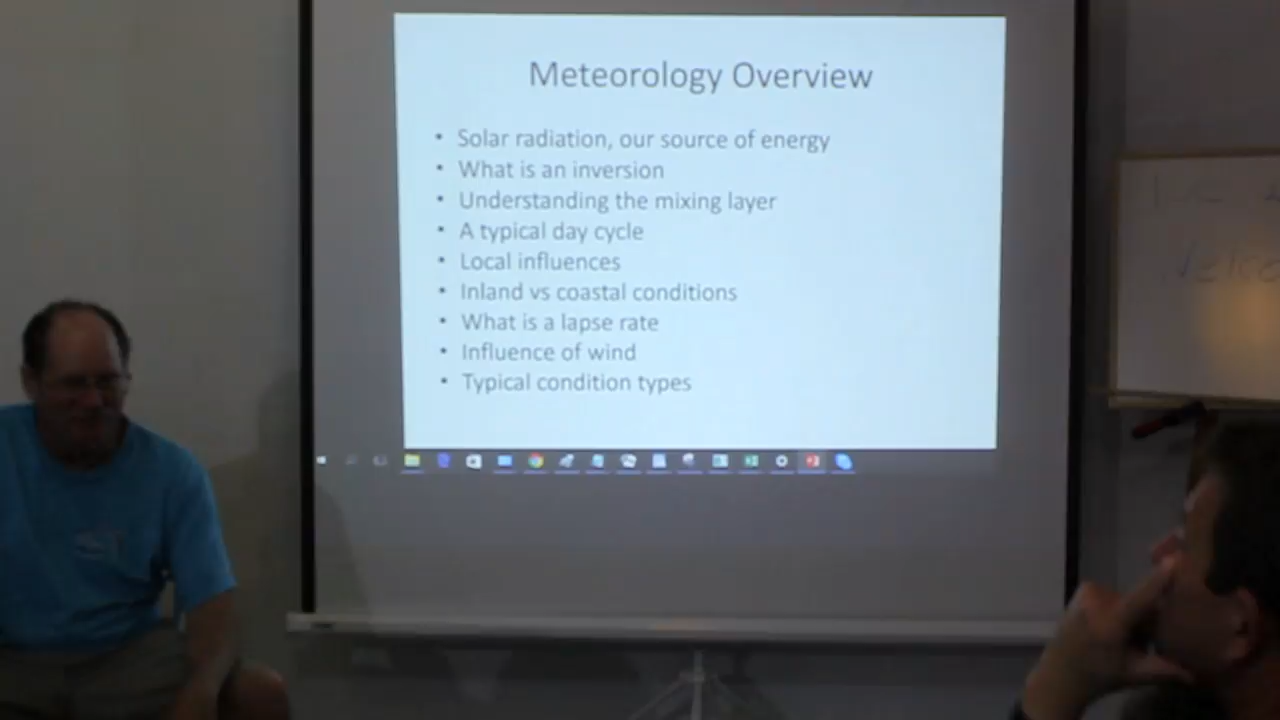 Meteorology Overview
• Solar radiation, our source of energy
• What is an inversion
• Understanding the mixing layer
• A typical day cycle
• Local influences
• Inland vs coastal conditions
• What is a lapse rate
• Influence of wind
• Typical condition types